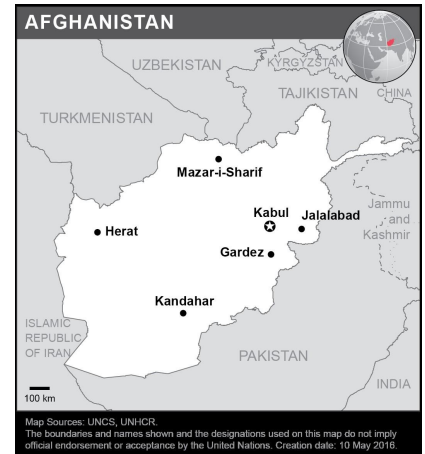 AFGHANISTAN
UZBEKISTAN
KYRGYZSTAN
TAJIKISTAN
CHINA
TURKMENISTAN
Mazar-i-Sharif
Kabul
Jalalabad
Jammu
and
Kashmir
Herat
Gardez
Kandahar
ISLAMIC
REPUBLIC
OF IRAN
PAKISTAN
INDIA
100 km
Map Sources: UNCS, UNHCR.
The boundaries and names shown and the designations used on this map do not imply
official endorsement or acceptance by the United Nations. Creation date: 10 May 2016.